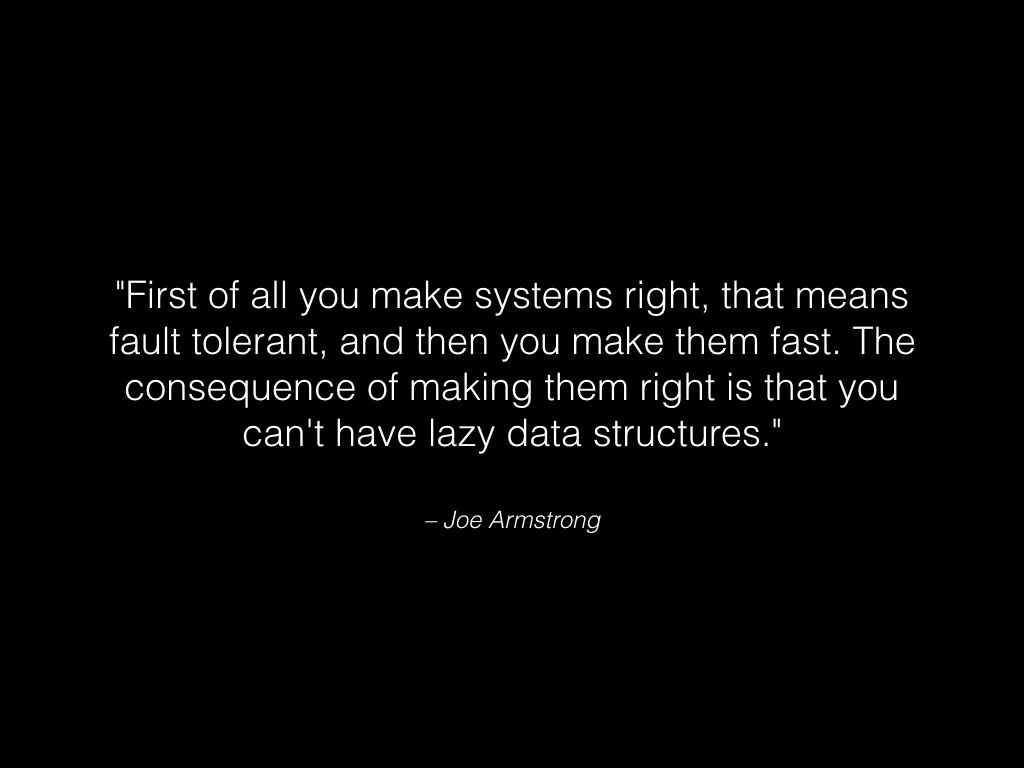 "First of all you make systems right, that means
fault tolerant, and then you make them fast. The
consequence of making them right is that you
can't have lazy data structures."
– Joe Armstrong